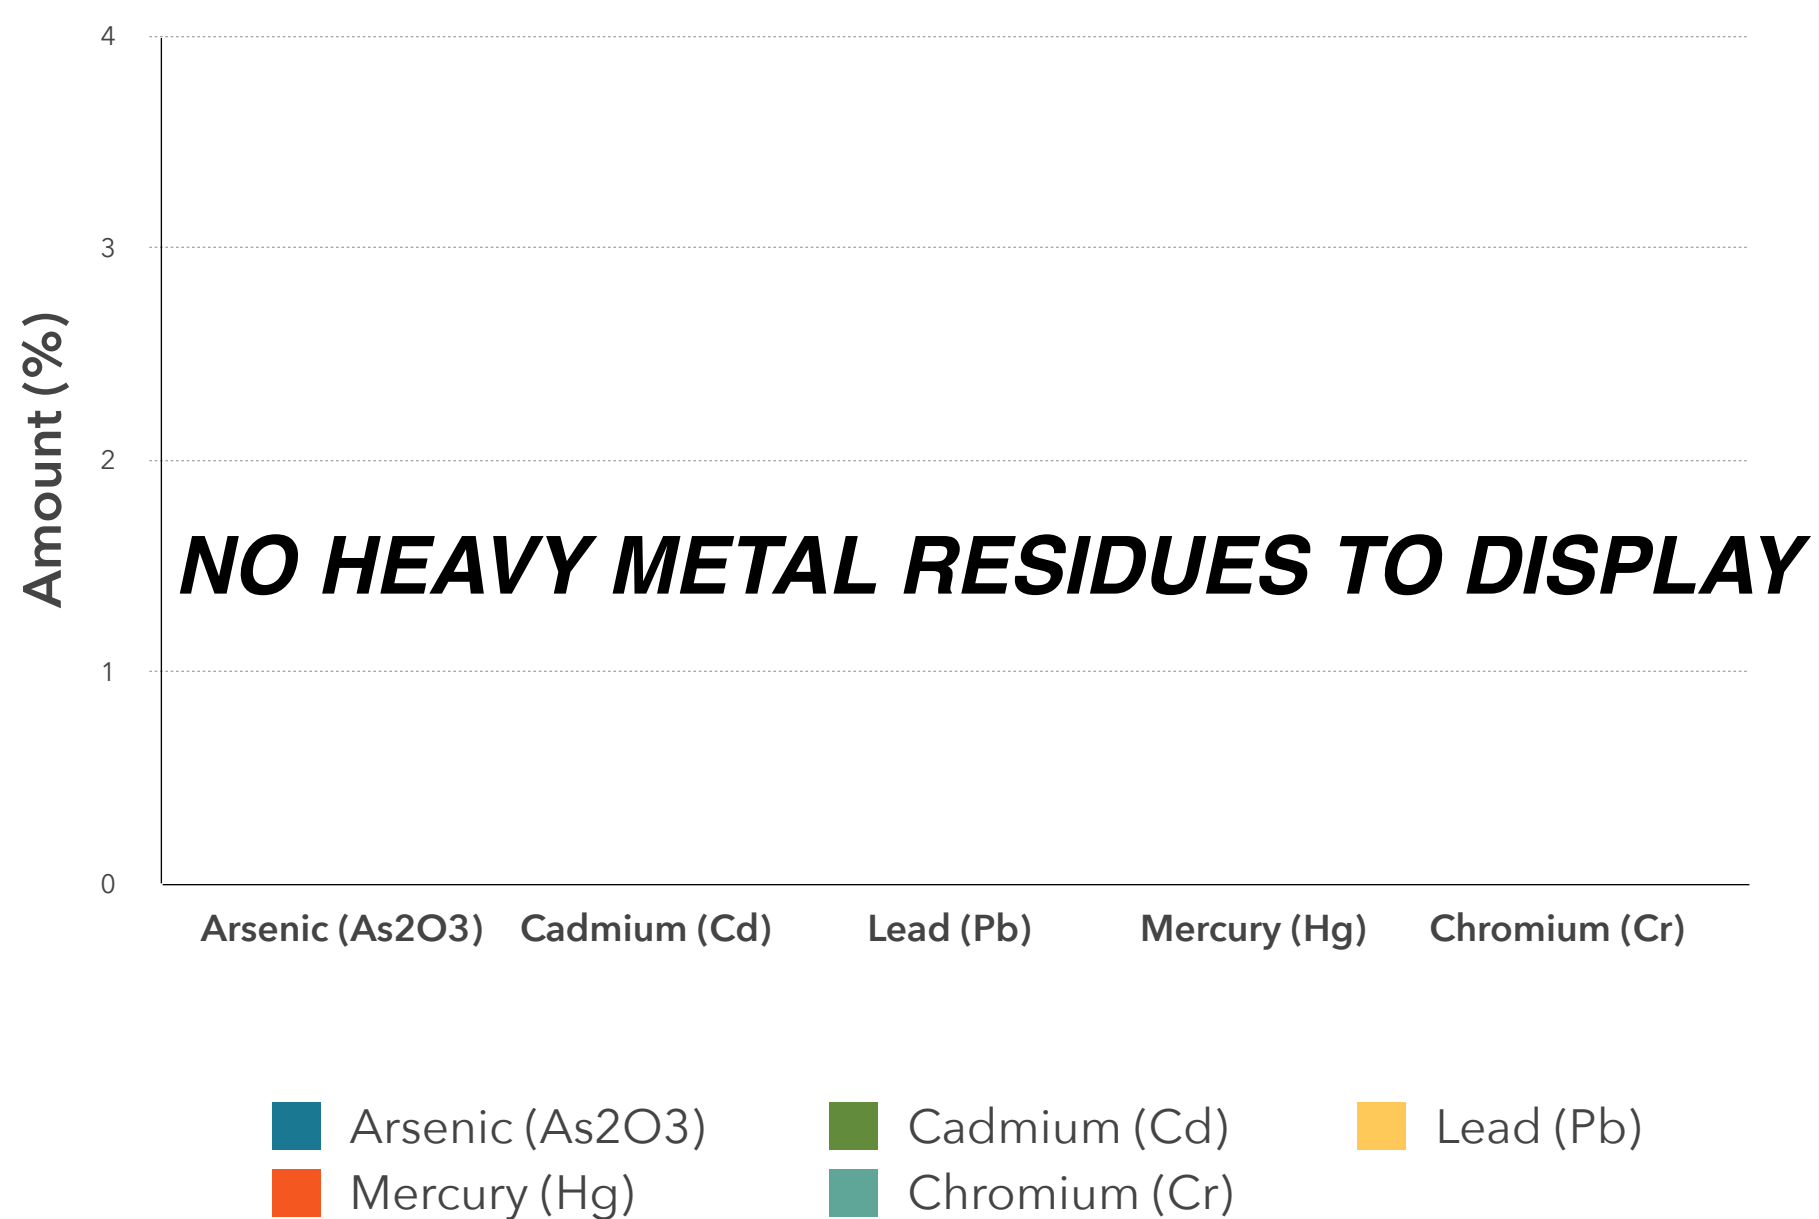 4
3
2
1
0
Amount (%)
NO HEAVY METAL RESIDUES TO DISPLAY
Arsenic (As2O3) Cadmium (Cd) Lead (Pb) Mercury (Hg) Chromium (Cr)
Arsenic (As2O3) Cadmium (Cd) Lead (Pb)
Mercury (Hg) Chromium (Cr)